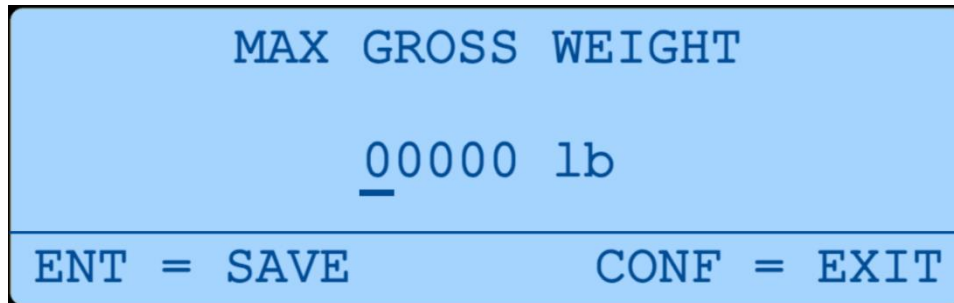 MAX GROSS WEIGHT
00000 lb
ENT = SAVE CONF = EXIT